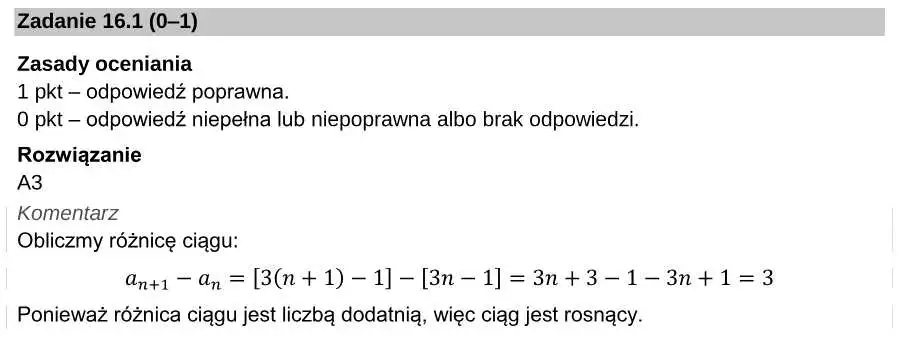 Zadanie 16.1 (0–1)
Zasady oceniania
1 pkt – odpowiedź poprawna.
0 pkt – odpowiedź niepełna lub niepoprawna albo brak odpowiedzi.
Rozwiązanie
A3
Komentarz
Obliczmy różnicę ciągu:
aₙ₊₁ − aₙ = [3(n + 1) − 1] − [3n − 1] = 3n + 3 − 1 − 3n + 1 = 3
Ponieważ różnica ciągu jest liczbą dodatnią, więc ciąg jest rosnący.